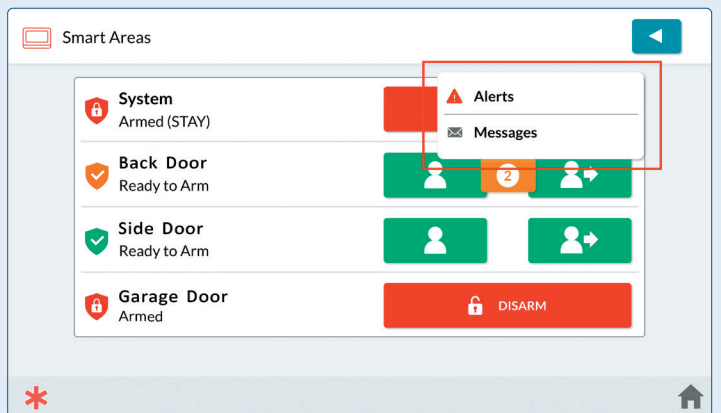 Smart Areas
Alerts
Messages
System
Armed (STAY)
Back Door
Ready to Arm
2
Side Door
Ready to Arm
Garage Door
Armed
DISARM